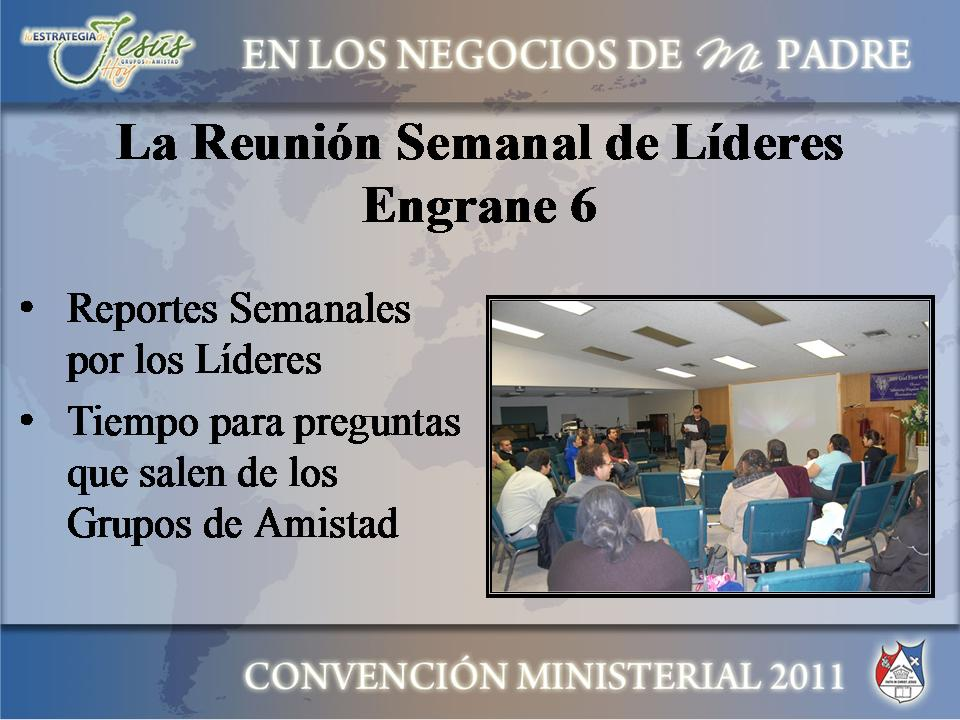 la ESTRATEGIA de
Jesús
GRUPOS de AMISTAD
Hoy
EN LOS NEGOCIOS DE Mi PADRE
La Reunión Semanal de Líderes
Engrane 6
• Reportes Semanales
por los Líderes
• Tiempo para preguntas
que salen de los
Grupos de Amistad
CONVENCIÓN MINISTERIAL 2011